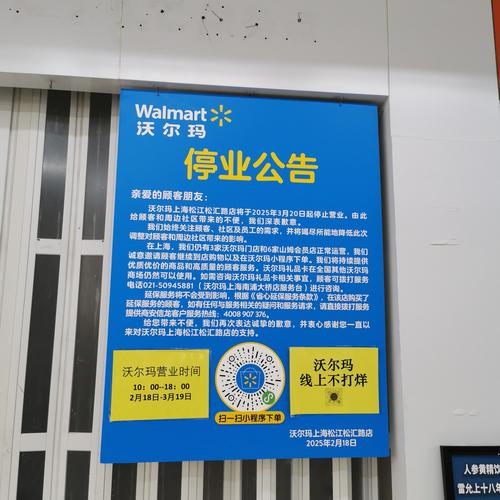 Walmart
沃尔玛
停业公告
亲爱的顾客朋友：
沃尔玛上海松江松汇路店将于2025年3月20日起停止营业。由此
给顾客和周边社区带来的不便，我们深表歉意。
我们始终关注顾客、社区及员工的需求，并将竭尽所能地降低此次
调整对顾客和周边社区带来的影响。
在上海，我们仍有3家沃尔玛门店和6家山姆会员店正常运营，我们
诚意邀请顾客继续到店购物以及在沃尔玛小程序下单。我们将持续提供
优质优价的商品和高质量的顾客服务。沃尔玛礼品卡在全国其他沃尔玛
商场仍然可以使用。如需咨询沃尔玛礼品卡相关事宜，顾客可拨打服务
电话021-50945881（沃尔玛上海南浦大桥店服务台）进行咨询。
延保服务将不会受到影响，根据《省心延保服务条款》，在该店购买了
延保服务的顾客，如有任何与服务相关的疑问和服务请求，请直接拨打服务
提供商安信龙客户服务热线：4008 907 376。
给您带来不便，我们再次表达诚挚的歉意，并衷心感谢您一直以
来对沃尔玛上海松江松汇路店的支持。
沃尔玛营业时间
10：00--18：00
2月18日-3月19日
扫一扫小程序下单
沃尔玛
线上不打烊
沃尔玛上海松江松汇路店
2025年2月18日
人参黄精饮
雷允上十八年